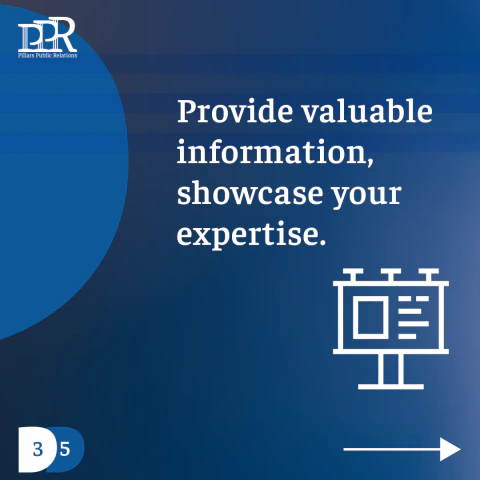 PPR
Pillars Public Relations
Provide valuable
information,
showcase your
expertise.
3 5